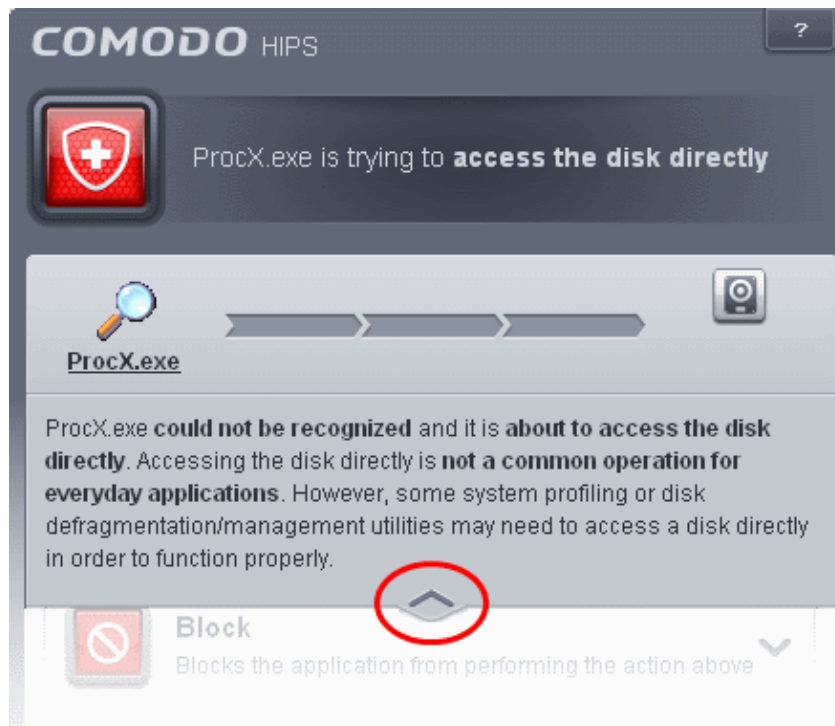 COMODO HIPS
?
ProcX.exe is trying to access the disk directly
ProcX.exe
ProcX.exe could not be recognized and it is about to access the disk
directly. Accessing the disk directly is not a common operation for
everyday applications. However, some system profiling or disk
defragmentation/management utilities may need to access a disk directly
in order to function properly.
Block
Blocks the application from performing the action above